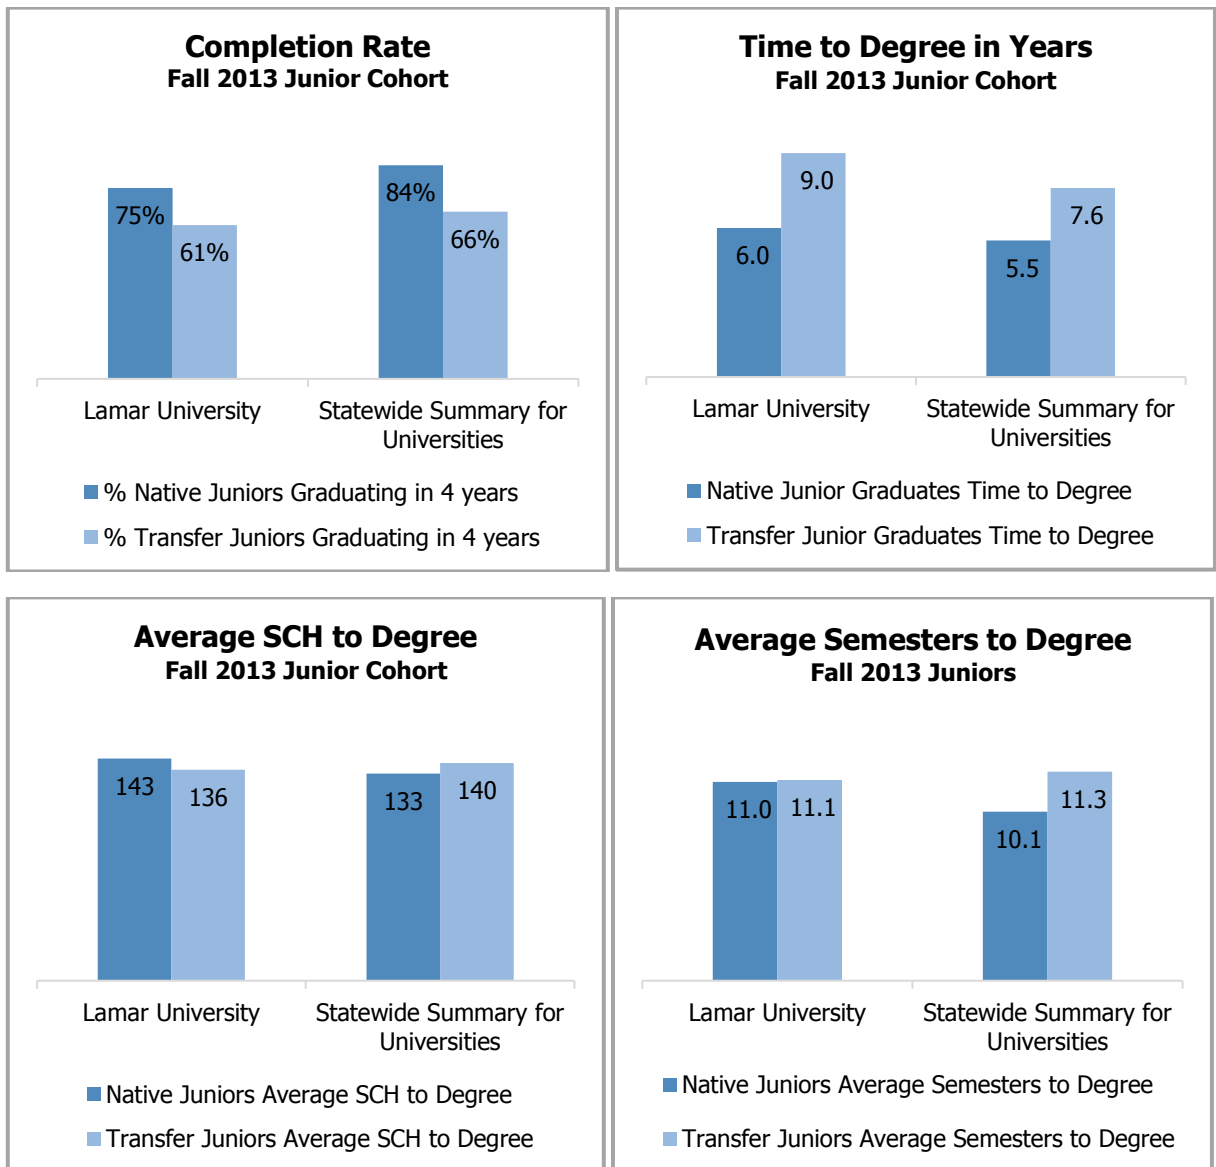 Completion Rate
Fall 2013 Junior Cohort
75%
61%
84%
66%
Lamar University
Statewide Summary for
Universities
% Native Juniors Graduating in 4 years
% Transfer Juniors Graduating in 4 years
Time to Degree in Years
Fall 2013 Junior Cohort
6.0
9.0
5.5
7.6
Lamar University
Statewide Summary for
Universities
Native Junior Graduates Time to Degree
Transfer Junior Graduates Time to Degree
Average SCH to Degree
Fall 2013 Junior Cohort
143
136
133
140
Lamar University
Statewide Summary for
Universities
Native Juniors Average SCH to Degree
Transfer Juniors Average SCH to Degree
Average Semesters to Degree
Fall 2013 Juniors
11.0
11.1
10.1
11.3
Lamar University
Statewide Summary for
Universities
Native Juniors Average Semesters to Degree
Transfer Juniors Average Semesters to Degree